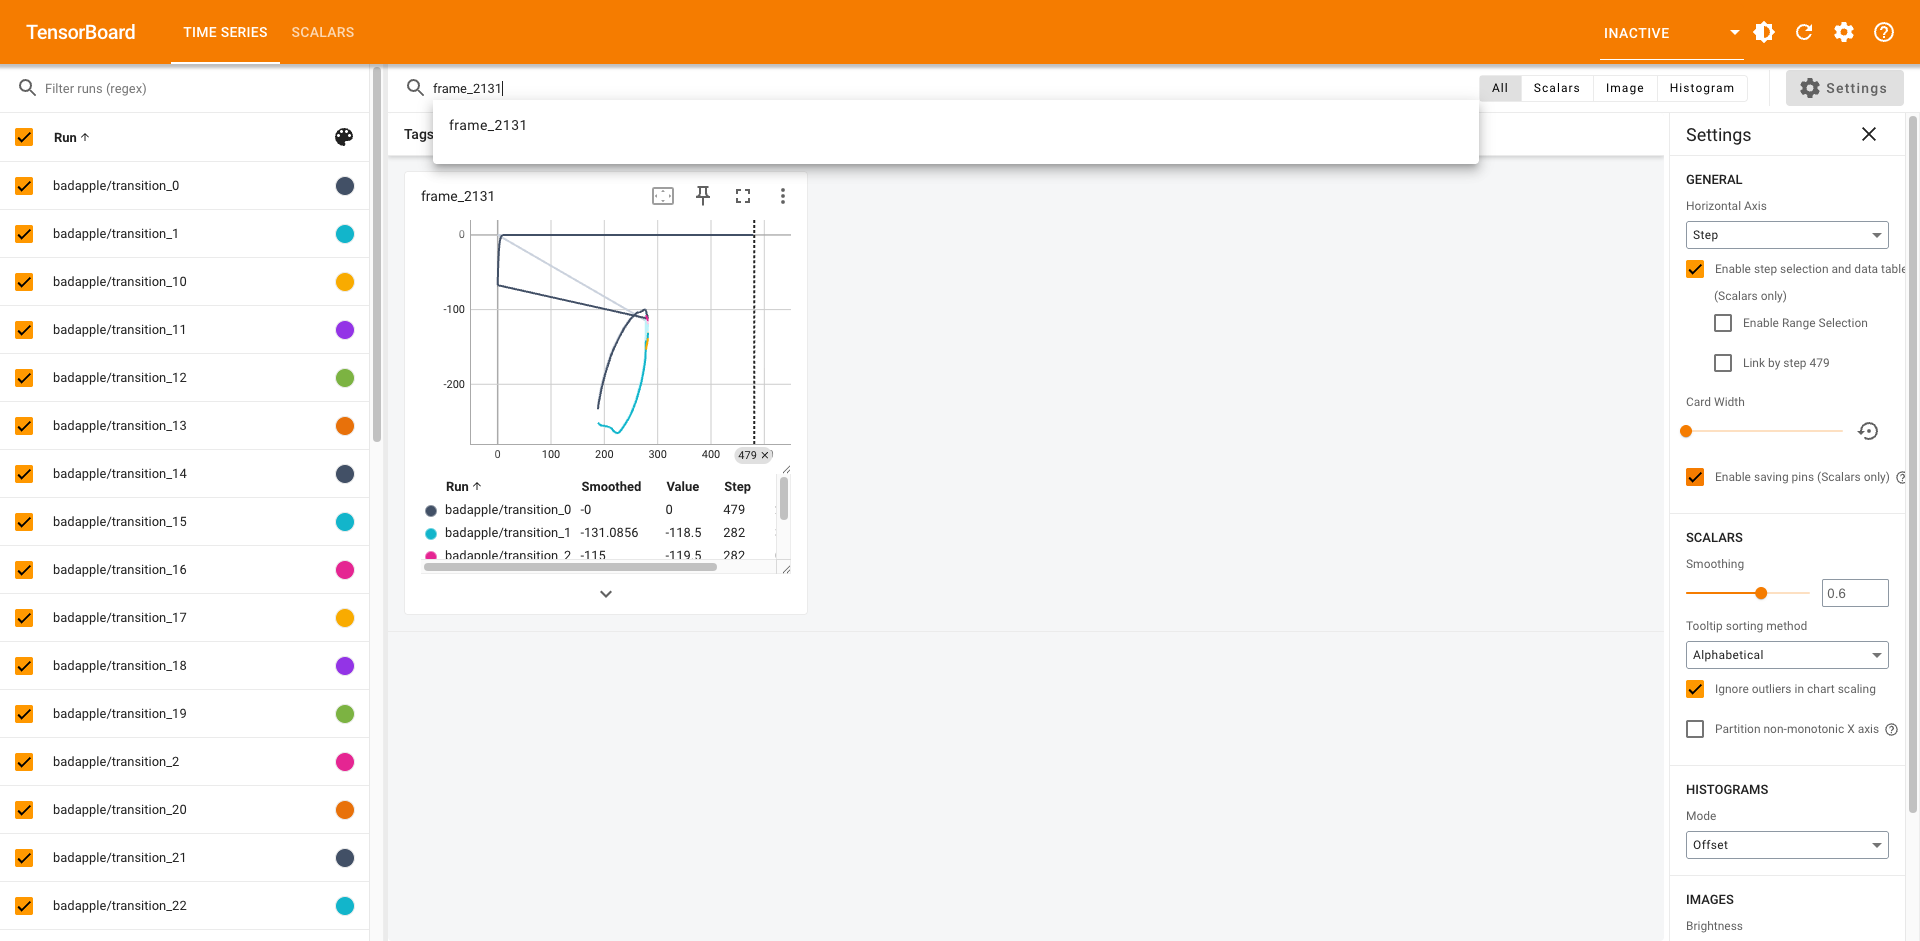 TensorBoard
TIME SERIES
SCALARS
INACTIVE
Filter runs (regex)
frame_2131
All
Scalars
Image
Histogram
Settings
frame_2131
Run
Tags
Settings
badapple/transition_0
badapple/transition_1
badapple/transition_10
badapple/transition_11
badapple/transition_12
badapple/transition_13
badapple/transition_14
badapple/transition_15
badapple/transition_16
badapple/transition_17
badapple/transition_18
badapple/transition_19
badapple/transition_2
badapple/transition_20
badapple/transition_21
badapple/transition_22
frame_2131
0
-100
-200
0 100 200 300 400 479
Run Smoothed Value Step
badapple/transition_0 -0 0 479
badapple/transition_1 -131.0856 -118.5 282
badapple/transition_2 -115 -119.5 282
GENERAL
Horizontal Axis
Step
Enable step selection and data table
(Scalars only)
Enable Range Selection
Link by step 479
Card Width
Enable saving pins (Scalars only)
SCALARS
Smoothing
0.6
Tooltip sorting method
Alphabetical
Ignore outliers in chart scaling
Partition non-monotonic X axis
HISTOGRAMS
Mode
Offset
IMAGES
Brightness